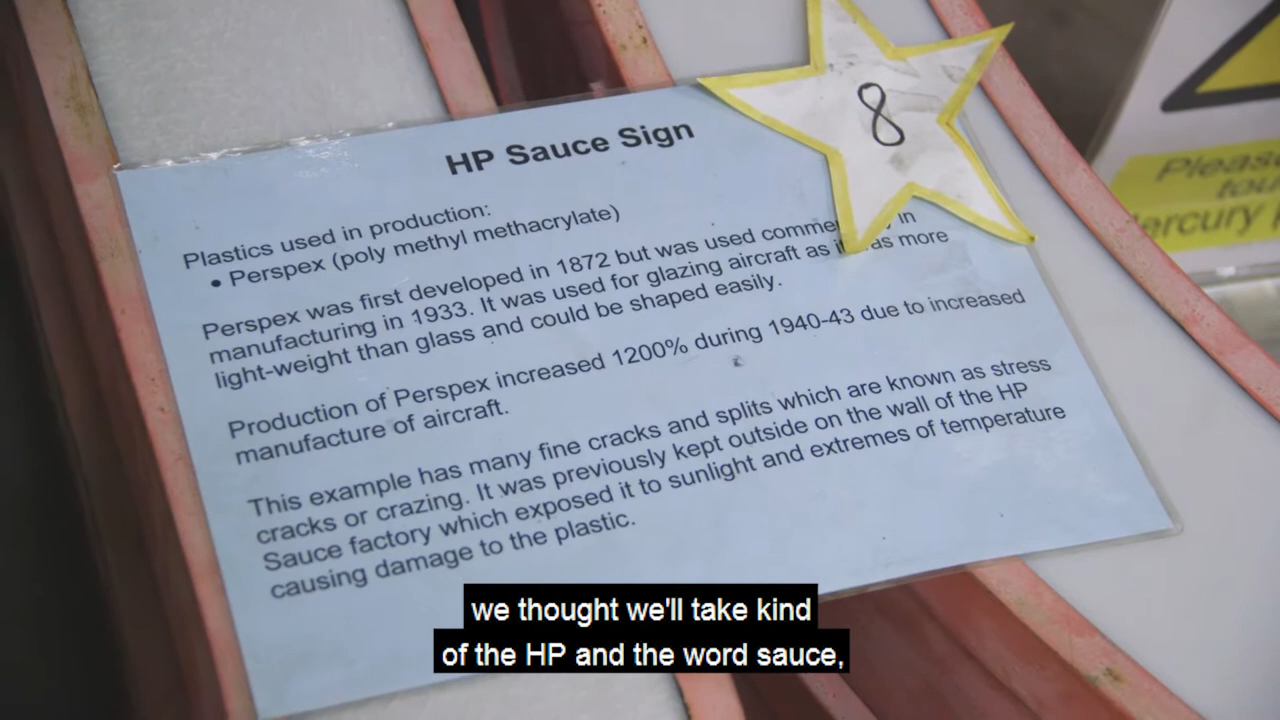 HP Sauce Sign
8
Plastics used in production:
• Perspex (poly methyl methacrylate)
Perspex was first developed in 1872 but was used in
manufacturing in 1933. It was used for glazing aircraft as more
light-weight than glass and could be shaped easily.
Production of Perspex increased 1200% during 1940-43 due to increased
manufacture of aircraft.
This example has many fine cracks and splits which are known as stress
cracks or crazing. It was previously kept outside on the wall of the HP
Sauce factory which exposed it to sunlight and extremes of temperature
causing damage to the plastic.
we thought we'll take kind
of the HP and the word sauce,